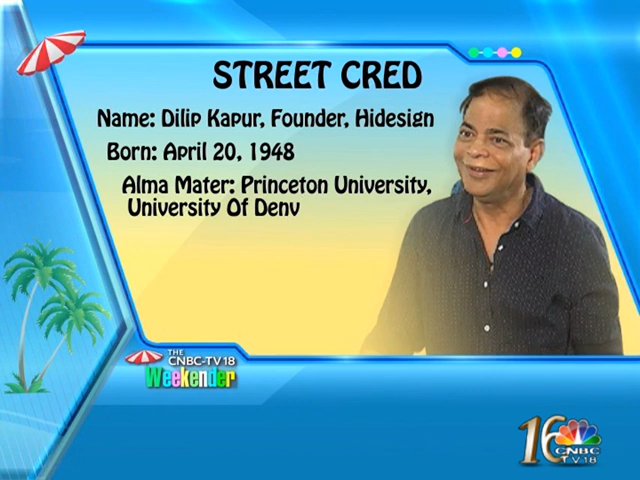 STREET CRED
Name: Dilip Kapur, Founder, Hidesign
Born: April 20, 1948
Alma Mater: Princeton University,
University Of Denv
THE
CNBC-TV18
Weekender
16
CNBC
TV18